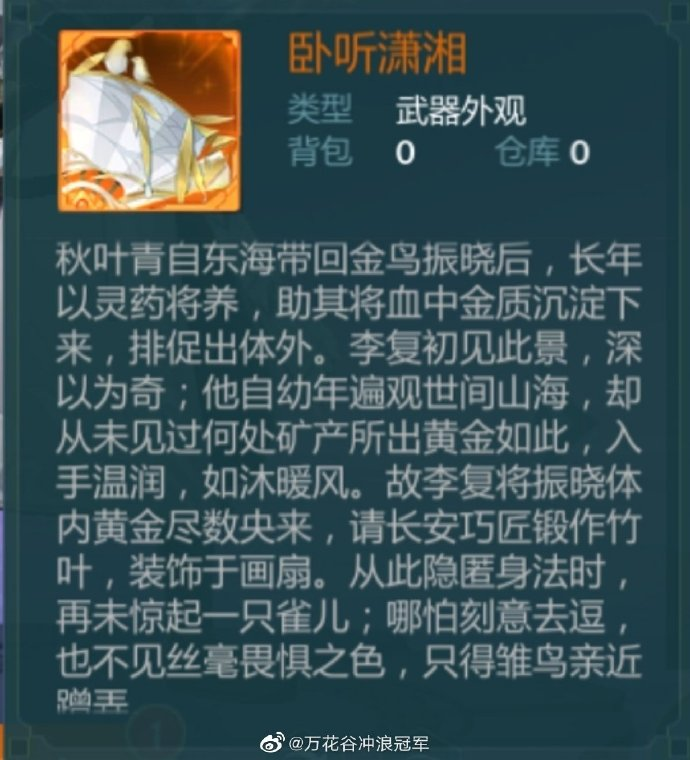 卧听潇湘
类型 武器外观
背包 0 仓库 0
秋叶青自东海带回金鸟振晓后，长年
以灵药将养，助其将血中金质沉淀下
来，排促出体外。李复初见此景，深
以为奇；他自幼年遍观世间山海，却
从未见过何处矿产所出黄金如此，入
手温润，如沐暖风。故李复将振晓体
内黄金尽数央来，请长安巧匠锻作竹
叶，装饰于画扇。从此隐匿身法时，
再未惊起一只雀儿；哪怕刻意去逗，
也不见丝毫畏惧之色，只得雏鸟亲近
蹭弄
1
@万花谷冲浪冠军